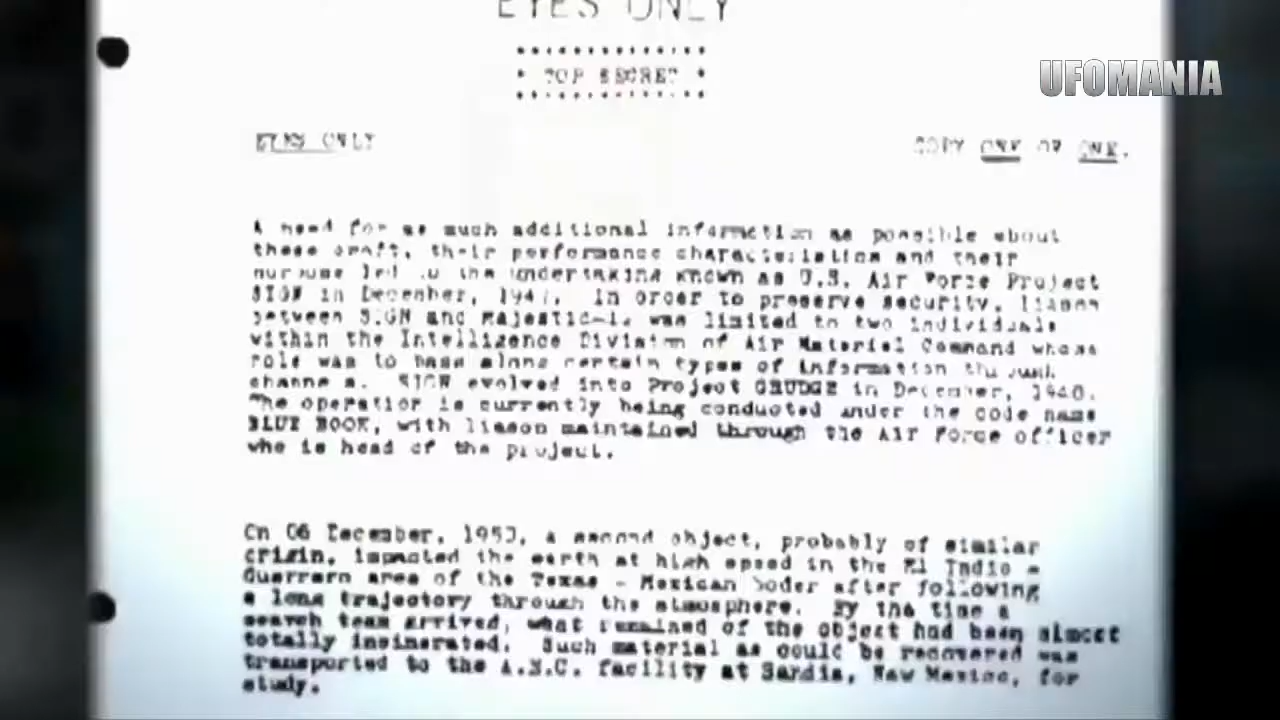 EYES ONLY
UFOMANIA
* TOP SECRET *
EYES ONLY
COPY ONE OF ONE.
A need for as much additional information as possible about
these craft, their performance characteristics and their
purpose led to the undertaking known as U.S. Air Force Project
SIGN in December, 1947. In order to preserve security, liason
between SIGN and Majestic-12 was limited to two individuals
within the Intelligence Division of Air Materiel Command whose
role was to pass along certain types of information
SIGN evolved into Project GRUDGE in December, 1948.
The operation is currently being conducted under the code name
BLUE BOOK, with liason maintained through the Air Force officer
who is head of the project.
On 06 December, 1950, a second object, probably of similar
origin, impacted the earth at high speed in the El Indio -
Guerrero area of the Texas - Mexican boder after following
a long trajectory through the atmosphere. By the time a
search team arrived, what remained of the object had been almost
totally incinerated. Such material as could be recovered was
transported to the A.E.C. facility at Sandia, New Mexico, for
study.